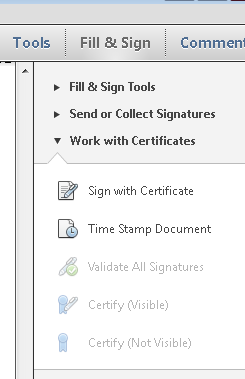 Tools Fill & Sign Comment
Fill & Sign Tools
Send or Collect Signatures
Work with Certificates
Sign with Certificate
Time Stamp Document
Validate All Signatures
Certify (Visible)
Certify (Not Visible)